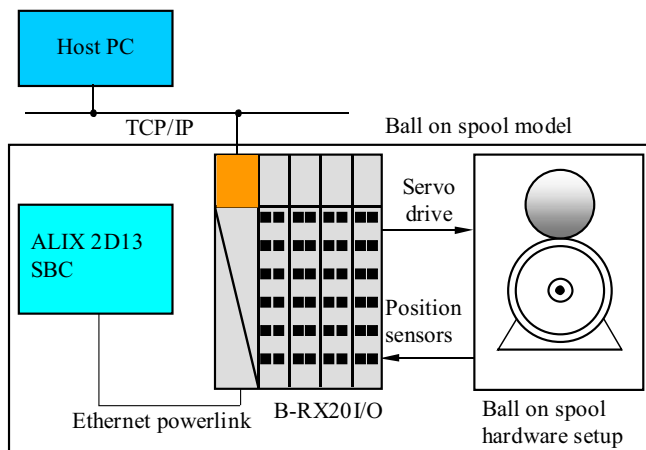 Host PC
TCP/IP
Ball on spool model
ALIX 2D13
SBC
Servo
drive
Position
sensors
Ethernet powerlink
B-RX20I/O
Ball on spool
hardware setup